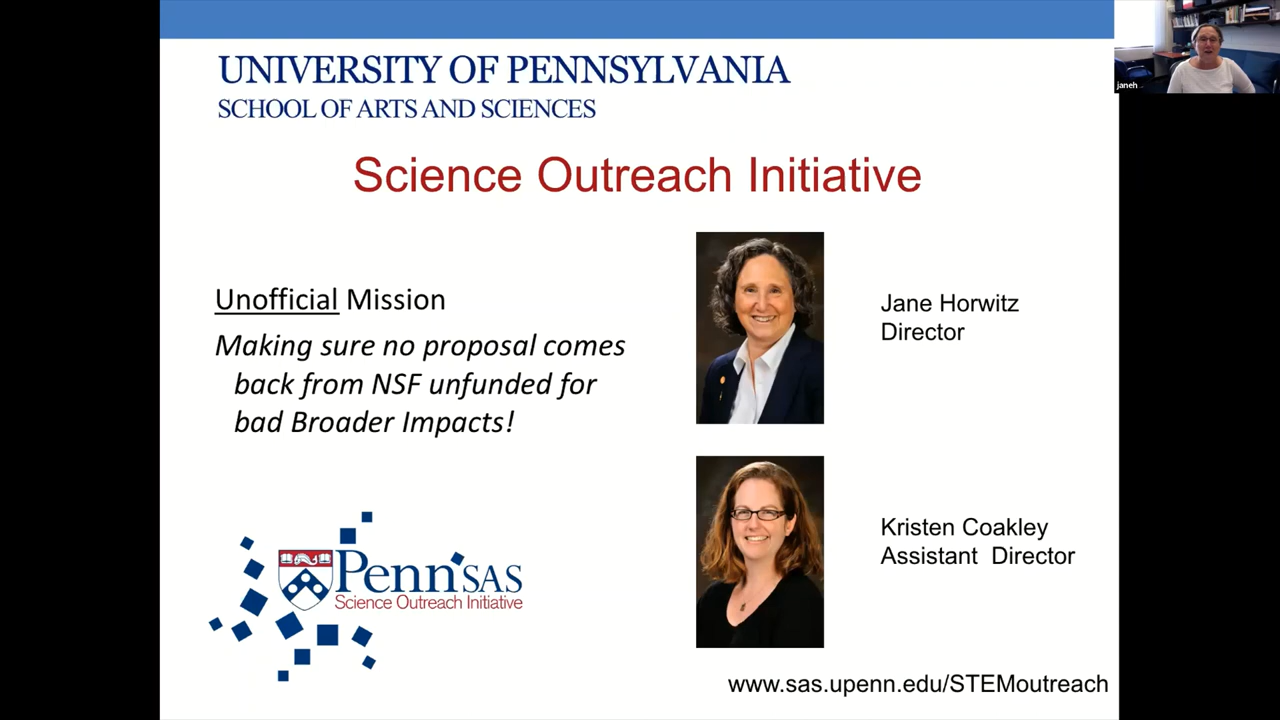 UNIVERSITY OF PENNSYLVANIA
SCHOOL OF ARTS AND SCIENCES
Science Outreach Initiative
Unofficial Mission
Making sure no proposal comes
back from NSF unfunded for
bad Broader Impacts!
Jane Horwitz
Director
Kristen Coakley
Assistant Director
Penn SAS
Science Outreach Initiative
www.sas.upenn.edu/STEMoutreach
janeh